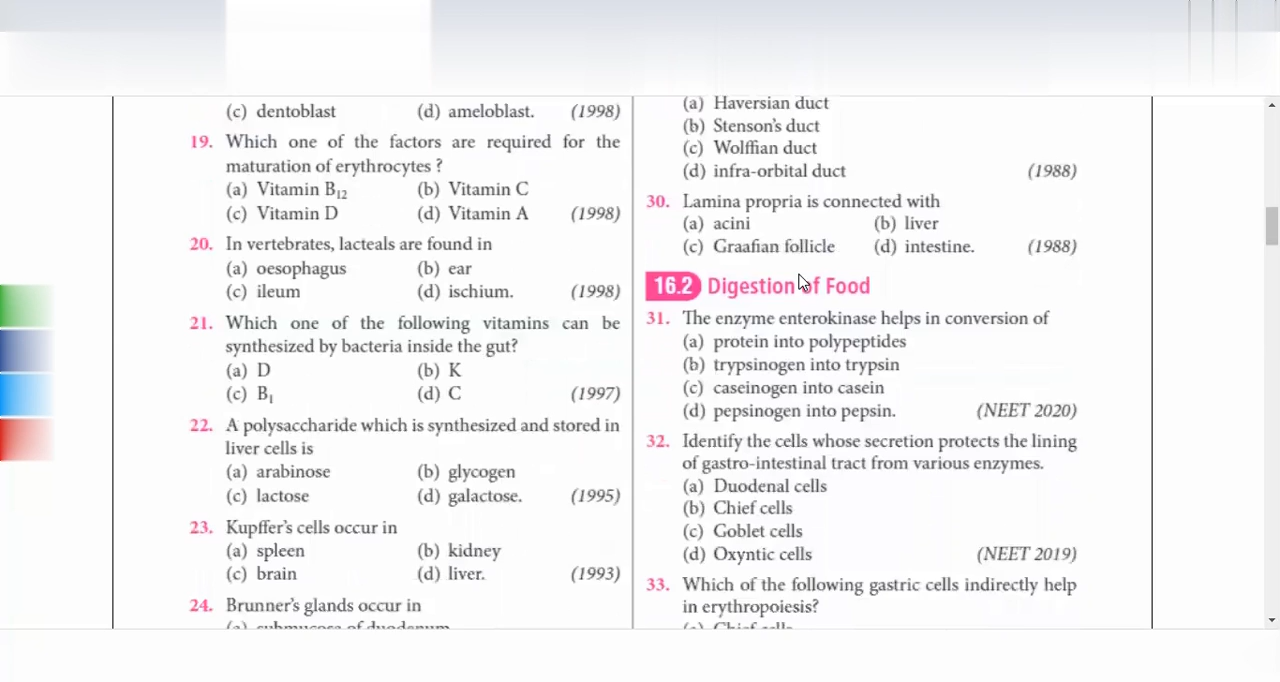 (c) dentoblast (d) ameloblast. (1998)
19. Which one of the factors are required for the
maturation of erythrocytes ?
(a) Vitamin B12 (b) Vitamin C
(c) Vitamin D (d) Vitamin A (1998)
20. In vertebrates, lacteals are found in
(a) oesophagus (b) ear
(c) ileum (d) ischium. (1998)
21. Which one of the following vitamins can be
synthesized by bacteria inside the gut?
(a) D (b) K
(c) B1 (d) C (1997)
22. A polysaccharide which is synthesized and stored in
liver cells is
(a) arabinose (b) glycogen
(c) lactose (d) galactose. (1995)
23. Kupffer's cells occur in
(a) spleen (b) kidney
(c) brain (d) liver. (1993)
24. Brunner's glands occur in
(a) submucosa of duodenum
(a) Haversian duct
(b) Stenson's duct
(c) Wolffian duct
(d) infra-orbital duct (1988)
30. Lamina propria is connected with
(a) acini (b) liver
(c) Graafian follicle (d) intestine. (1988)
16.2 Digestion of Food
31. The enzyme enterokinase helps in conversion of
(a) protein into polypeptides
(b) trypsinogen into trypsin
(c) caseinogen into casein
(d) pepsinogen into pepsin. (NEET 2020)
32. Identify the cells whose secretion protects the lining
of gastro-intestinal tract from various enzymes.
(a) Duodenal cells
(b) Chief cells
(c) Goblet cells
(d) Oxyntic cells (NEET 2019)
33. Which of the following gastric cells indirectly help
in erythropoiesis?
(a) Chief cells